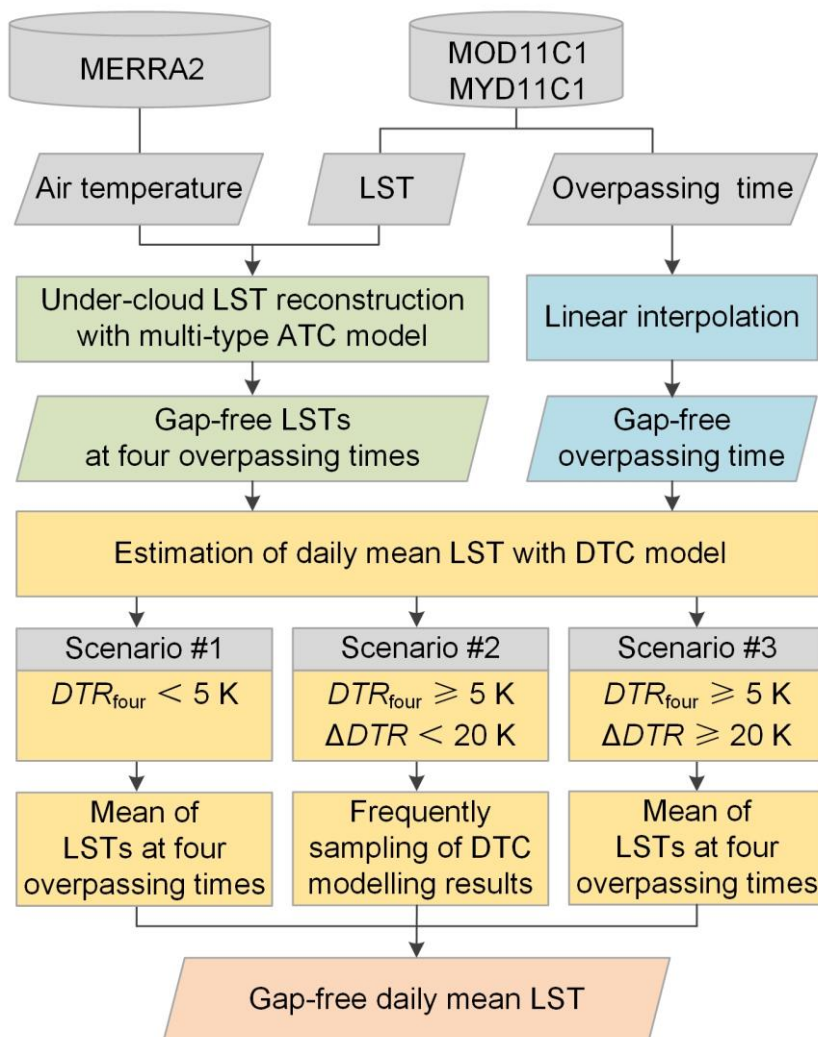 MERRA2
MOD11C1
MYD11C1
Air temperature
LST
Overpassing time
Under-cloud LST reconstruction
with multi-type ATC model
Linear interpolation
Gap-free LSTs
at four overpassing times
Gap-free
overpassing time
Estimation of daily mean LST with DTC model
Scenario #1
DTRfour < 5 K
Scenario #2
DTRfour ≥ 5 K
ΔDTR < 20 K
Scenario #3
DTRfour ≥ 5 K
ΔDTR ≥ 20 K
Mean of
LSTs at four
overpassing times
Frequently
sampling of DTC
modelling results
Mean of
LSTs at four
overpassing times
Gap-free daily mean LST